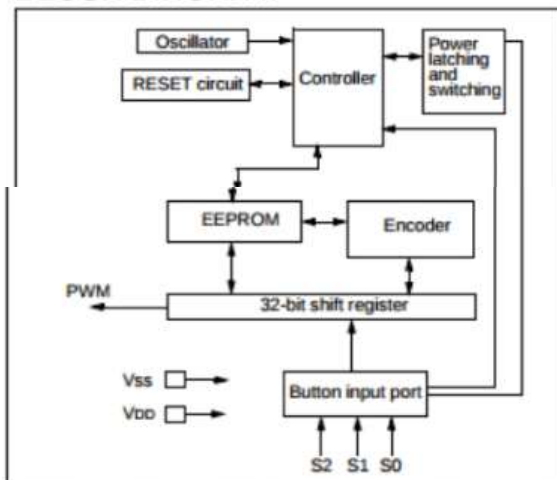 Oscillator
RESET circuit
Controller
Power
latching
and
switching
EEPROM
Encoder
PWM
32-bit shift register
VSS
VDD
Button input port
S2 S1 S0